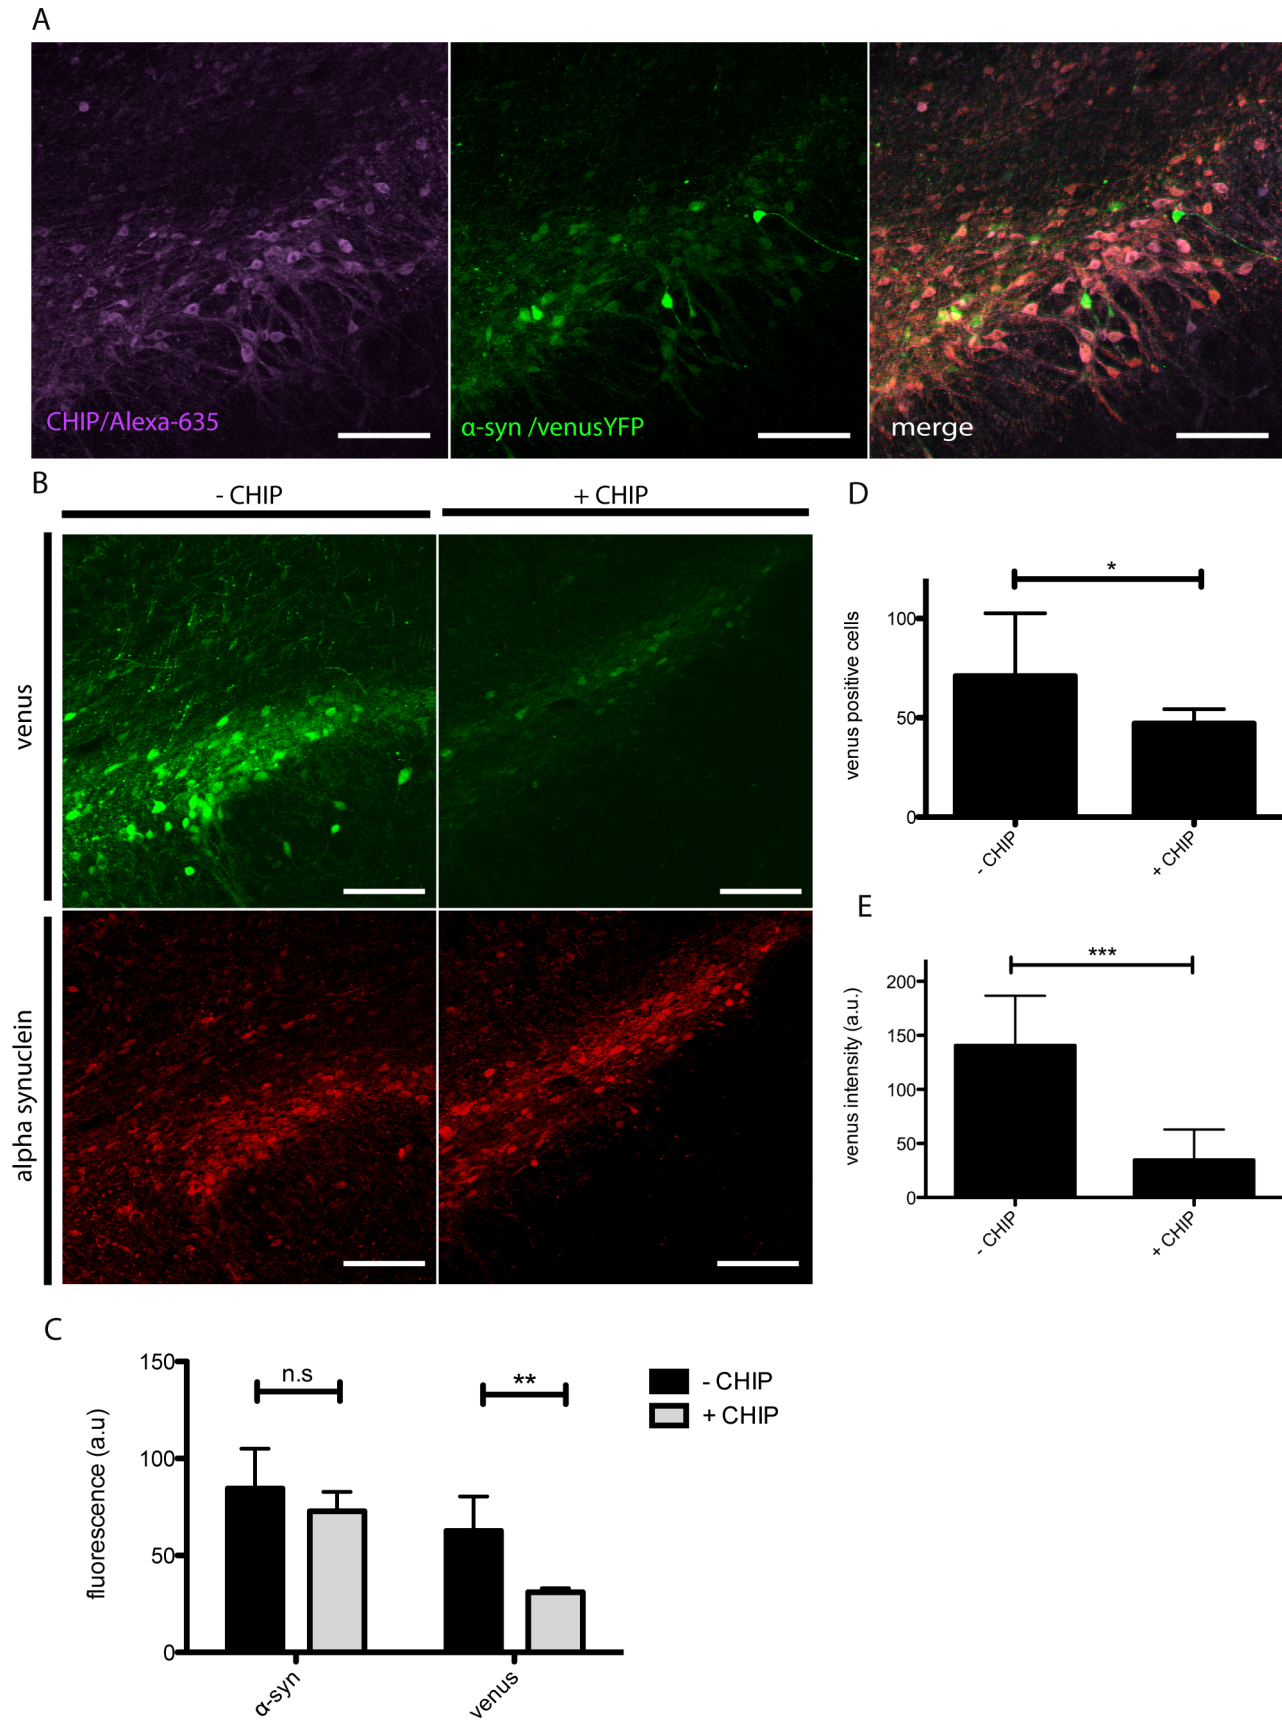 A
CHIP/Alexa-635
α-syn /venusYFP
merge
B
- CHIP
+ CHIP
venus
alpha synuclein
D
*
venus positive cells
100
50
0
- CHIP
+ CHIP
E
***
venus intensity (a.u.)
200
150
100
50
0
- CHIP
+ CHIP
C
fluorescence (a.u)
150
100
50
0
n.s
**
- CHIP
+ CHIP
α-syn
venus